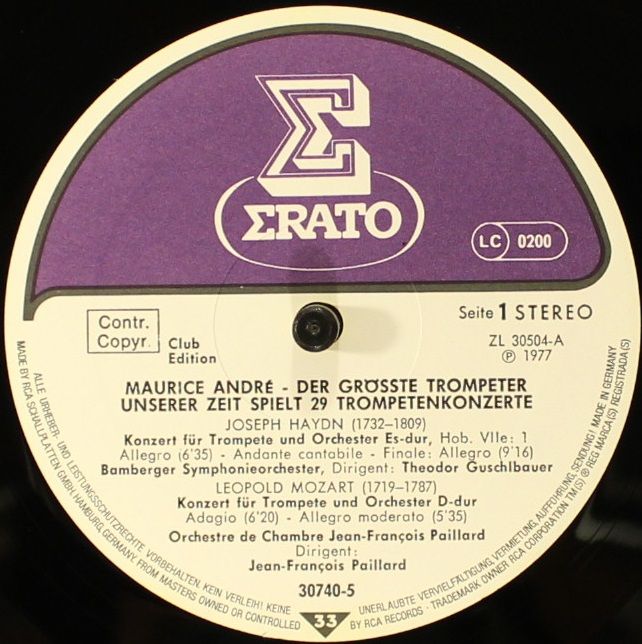 ΣRATO
LC 0200
Contr.
Copyr.
Club
Edition
Seite 1 STEREO
ZL 30504-A
Ⓟ 1977
MAURICE ANDRÉ - DER GRÖSSTE TROMPETER
UNSERER ZEIT SPIELT 29 TROMPETENKONZERTE
JOSEPH HAYDN (1732–1809)
Konzert für Trompete und Orchester Es-dur, Hob. VIIe: 1
Allegro (6'35) - Andante cantabile - Finale: Allegro (9'16)
Bamberger Symphonieorchester, Dirigent: Theodor Guschlbauer
LEOPOLD MOZART (1719–1787)
Konzert für Trompete und Orchester D-dur
Adagio (6'20) - Allegro moderato (5'35)
Orchestre de Chambre Jean-François Paillard
Dirigent:
Jean-François Paillard
30740-5
33
ALLE URHEBER- UND LEISTUNGSSCHUTZRECHTE VORBEHALTEN. KEIN VERLEIH! KEINE UNERLAUBTE VERVIELFÄLTIGUNG, VERMIETUNG, AUFFÜHRUNG, SENDUNG! MADE IN GERMANY
MADE BY RCA SCHALLPLATTEN GMBH, HAMBURG, GERMANY, FROM MASTERS OWNED OR CONTROLLED BY RCA RECORDS · TRADEMARK OWNER RCA CORPORATION TM(S) ® REG MARCA(S) REGISTRADA(S)